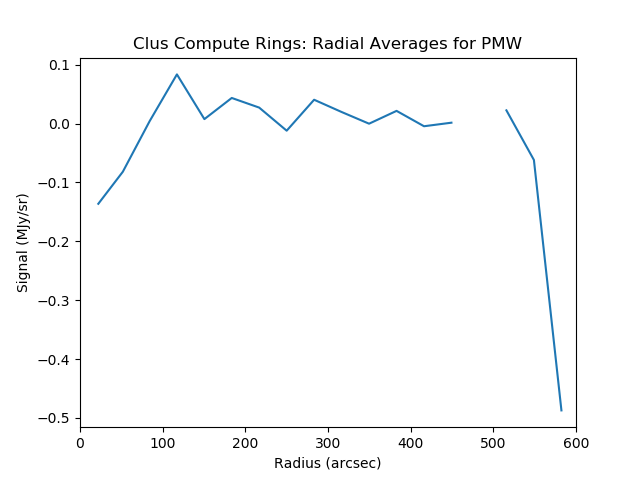 Clus Compute Rings: Radial Averages for PMW
0.1
0.0
−0.1
−0.2
−0.3
−0.4
−0.5
Signal (MJy/sr)
0 100 200 300 400 500 600
Radius (arcsec)